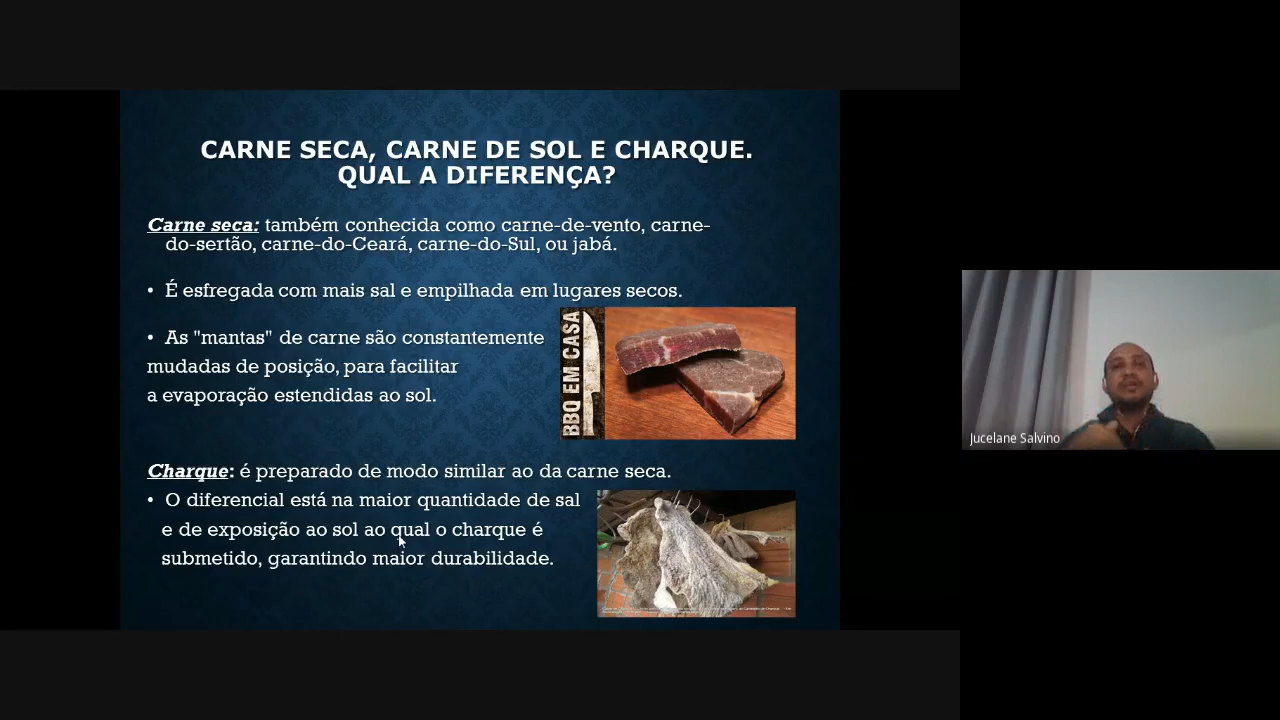 CARNE SECA, CARNE DE SOL E CHARQUE.
QUAL A DIFERENÇA?
Carne seca: também conhecida como carne-de-vento, carne-
do-sertão, carne-do-Ceará, carne-do-Sul, ou jabá.
• É esfregada com mais sal e empilhada em lugares secos.
• As "mantas" de carne são constantemente
mudadas de posição, para facilitar
a evaporação estendidas ao sol.
BBQ EM CASA
Charque: é preparado de modo similar ao da carne seca.
• O diferencial está na maior quantidade de sal
e de exposição ao sol ao qual o charque é
submetido, garantindo maior durabilidade.
Jucelane Salvino